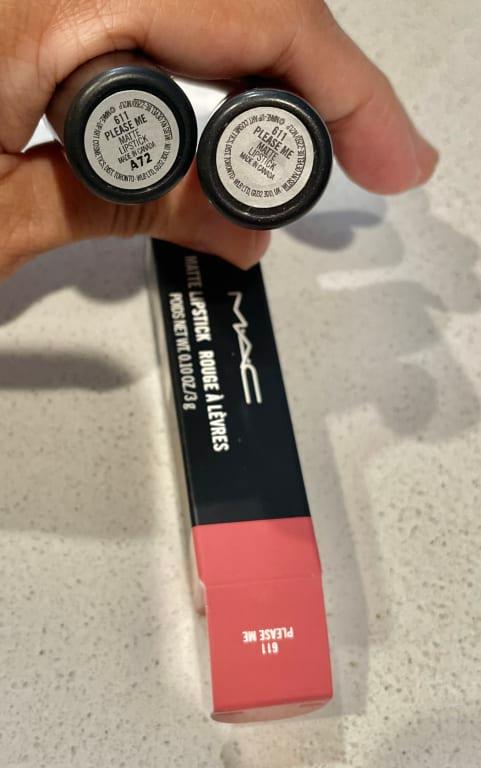 611
PLEASE ME
MATTE
LIPSTICK
MADE IN CANADA
A72
611
PLEASE ME
MATTE
LIPSTICK
MADE IN CANADA
MAC
MATTE LIPSTICK ROUGE À LÈVRES
POIDS NET WT. 0.10 OZ/3 g
611
PLEASE ME